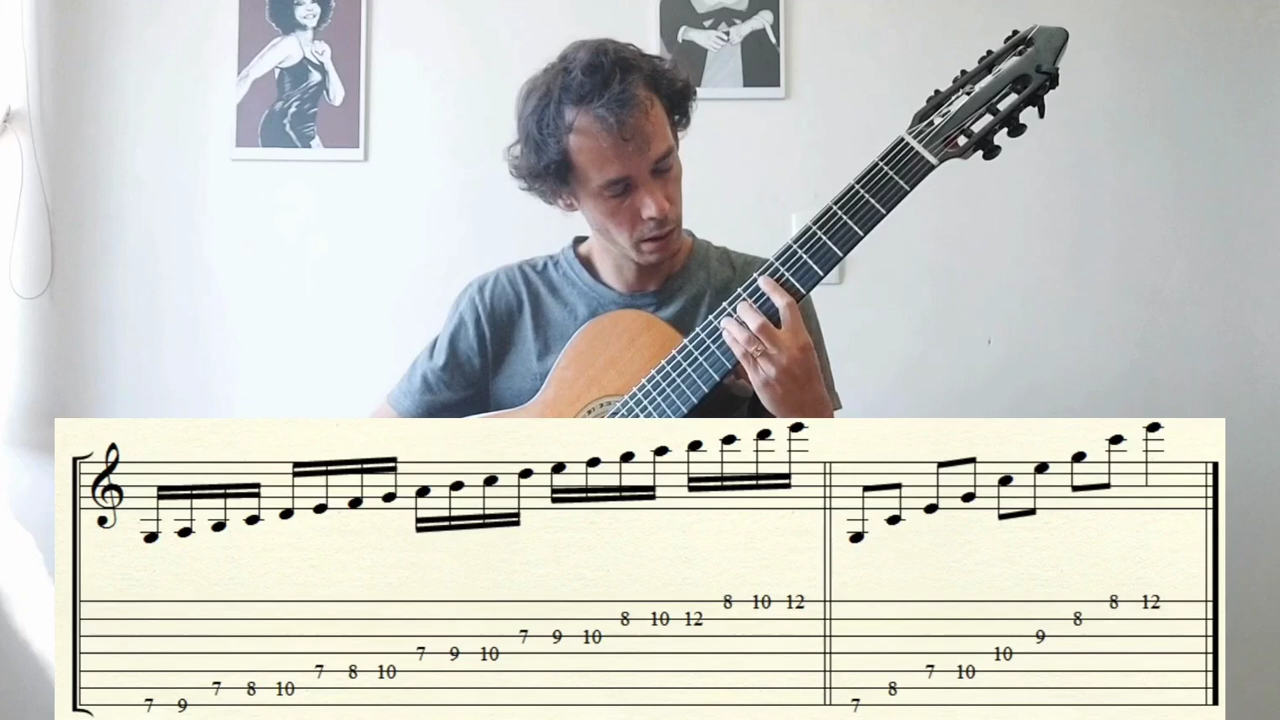 8 10 12 8 12
8 10 12 8
7 9 10 9
7 9 10 10
7 8 10 7 10
7 8 10 8
7 9 7